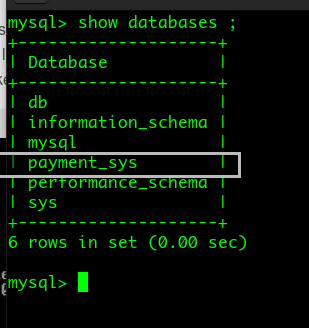 mysql> show databases ;
+--------------------+
| Database           |
+--------------------+
| db                 |
| information_schema |
| mysql              |
| payment_sys        |
| performance_schema |
| sys                |
+--------------------+
6 rows in set (0.00 sec)
mysql>